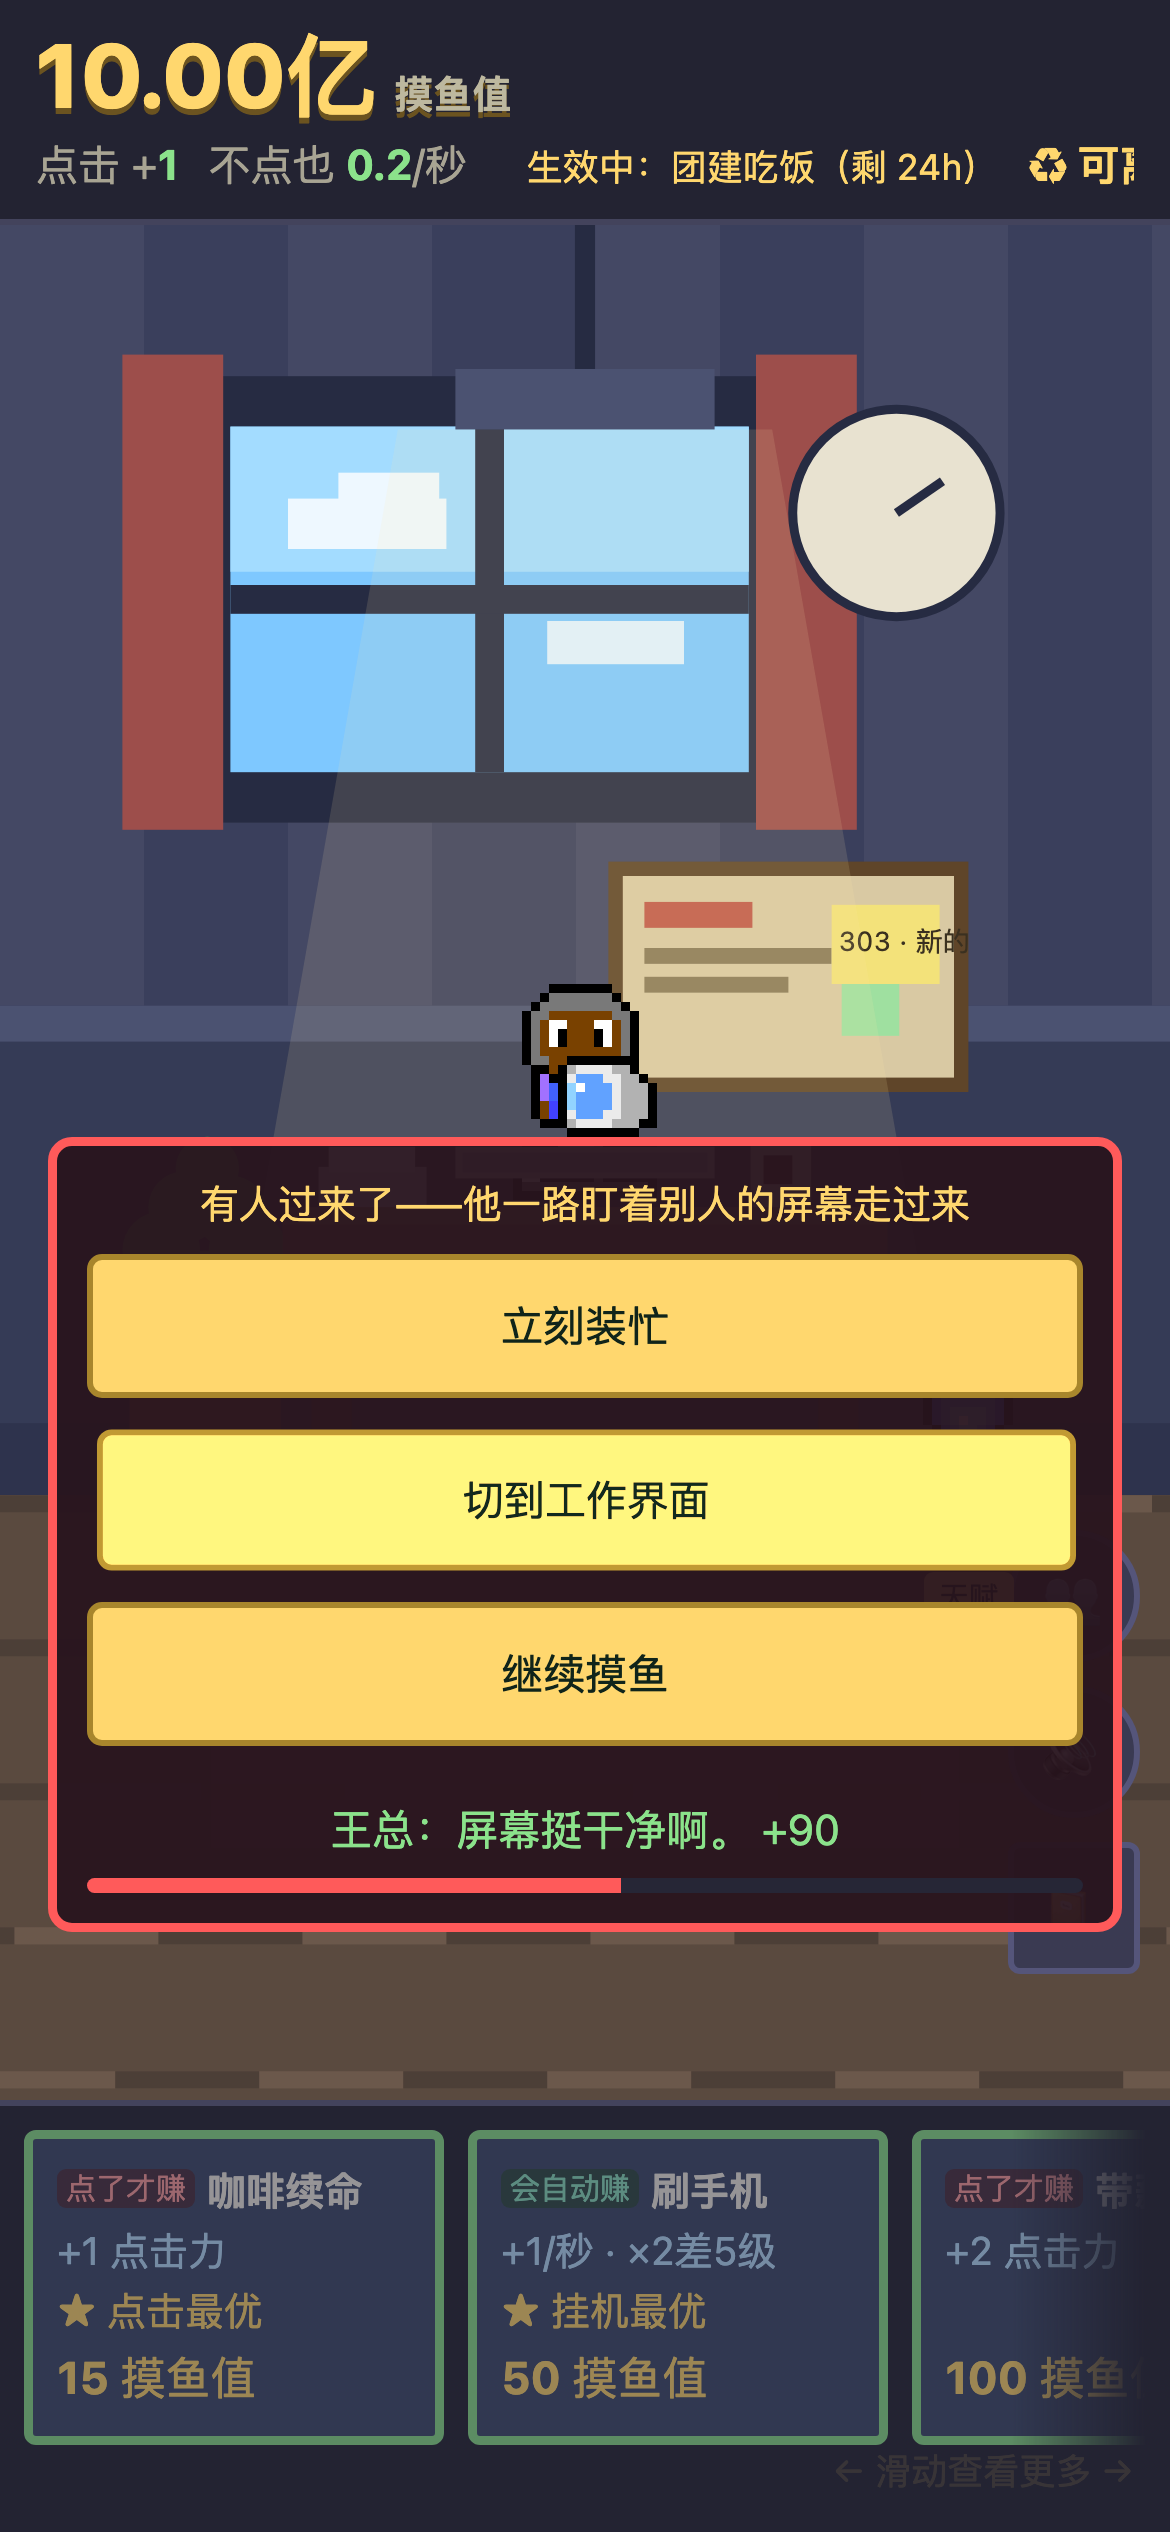 10.00亿 摸鱼值
点击 +1 不点也 0.2/秒 生效中：团建吃饭（剩 24h） ♻ 可
303 · 新的
有人过来了——他一路盯着别人的屏幕走过来
立刻装忙
切到工作界面
天赋
继续摸鱼
王总：屏幕挺干净啊。 +90
点了才赚 咖啡续命
+1 点击力
★ 点击最优
15 摸鱼值
会自动赚 刷手机
+1/秒 · ×2差5级
★ 挂机最优
50 摸鱼值
点了才赚 带
+2 点击力
100 摸鱼
← 滑动查看更多 →